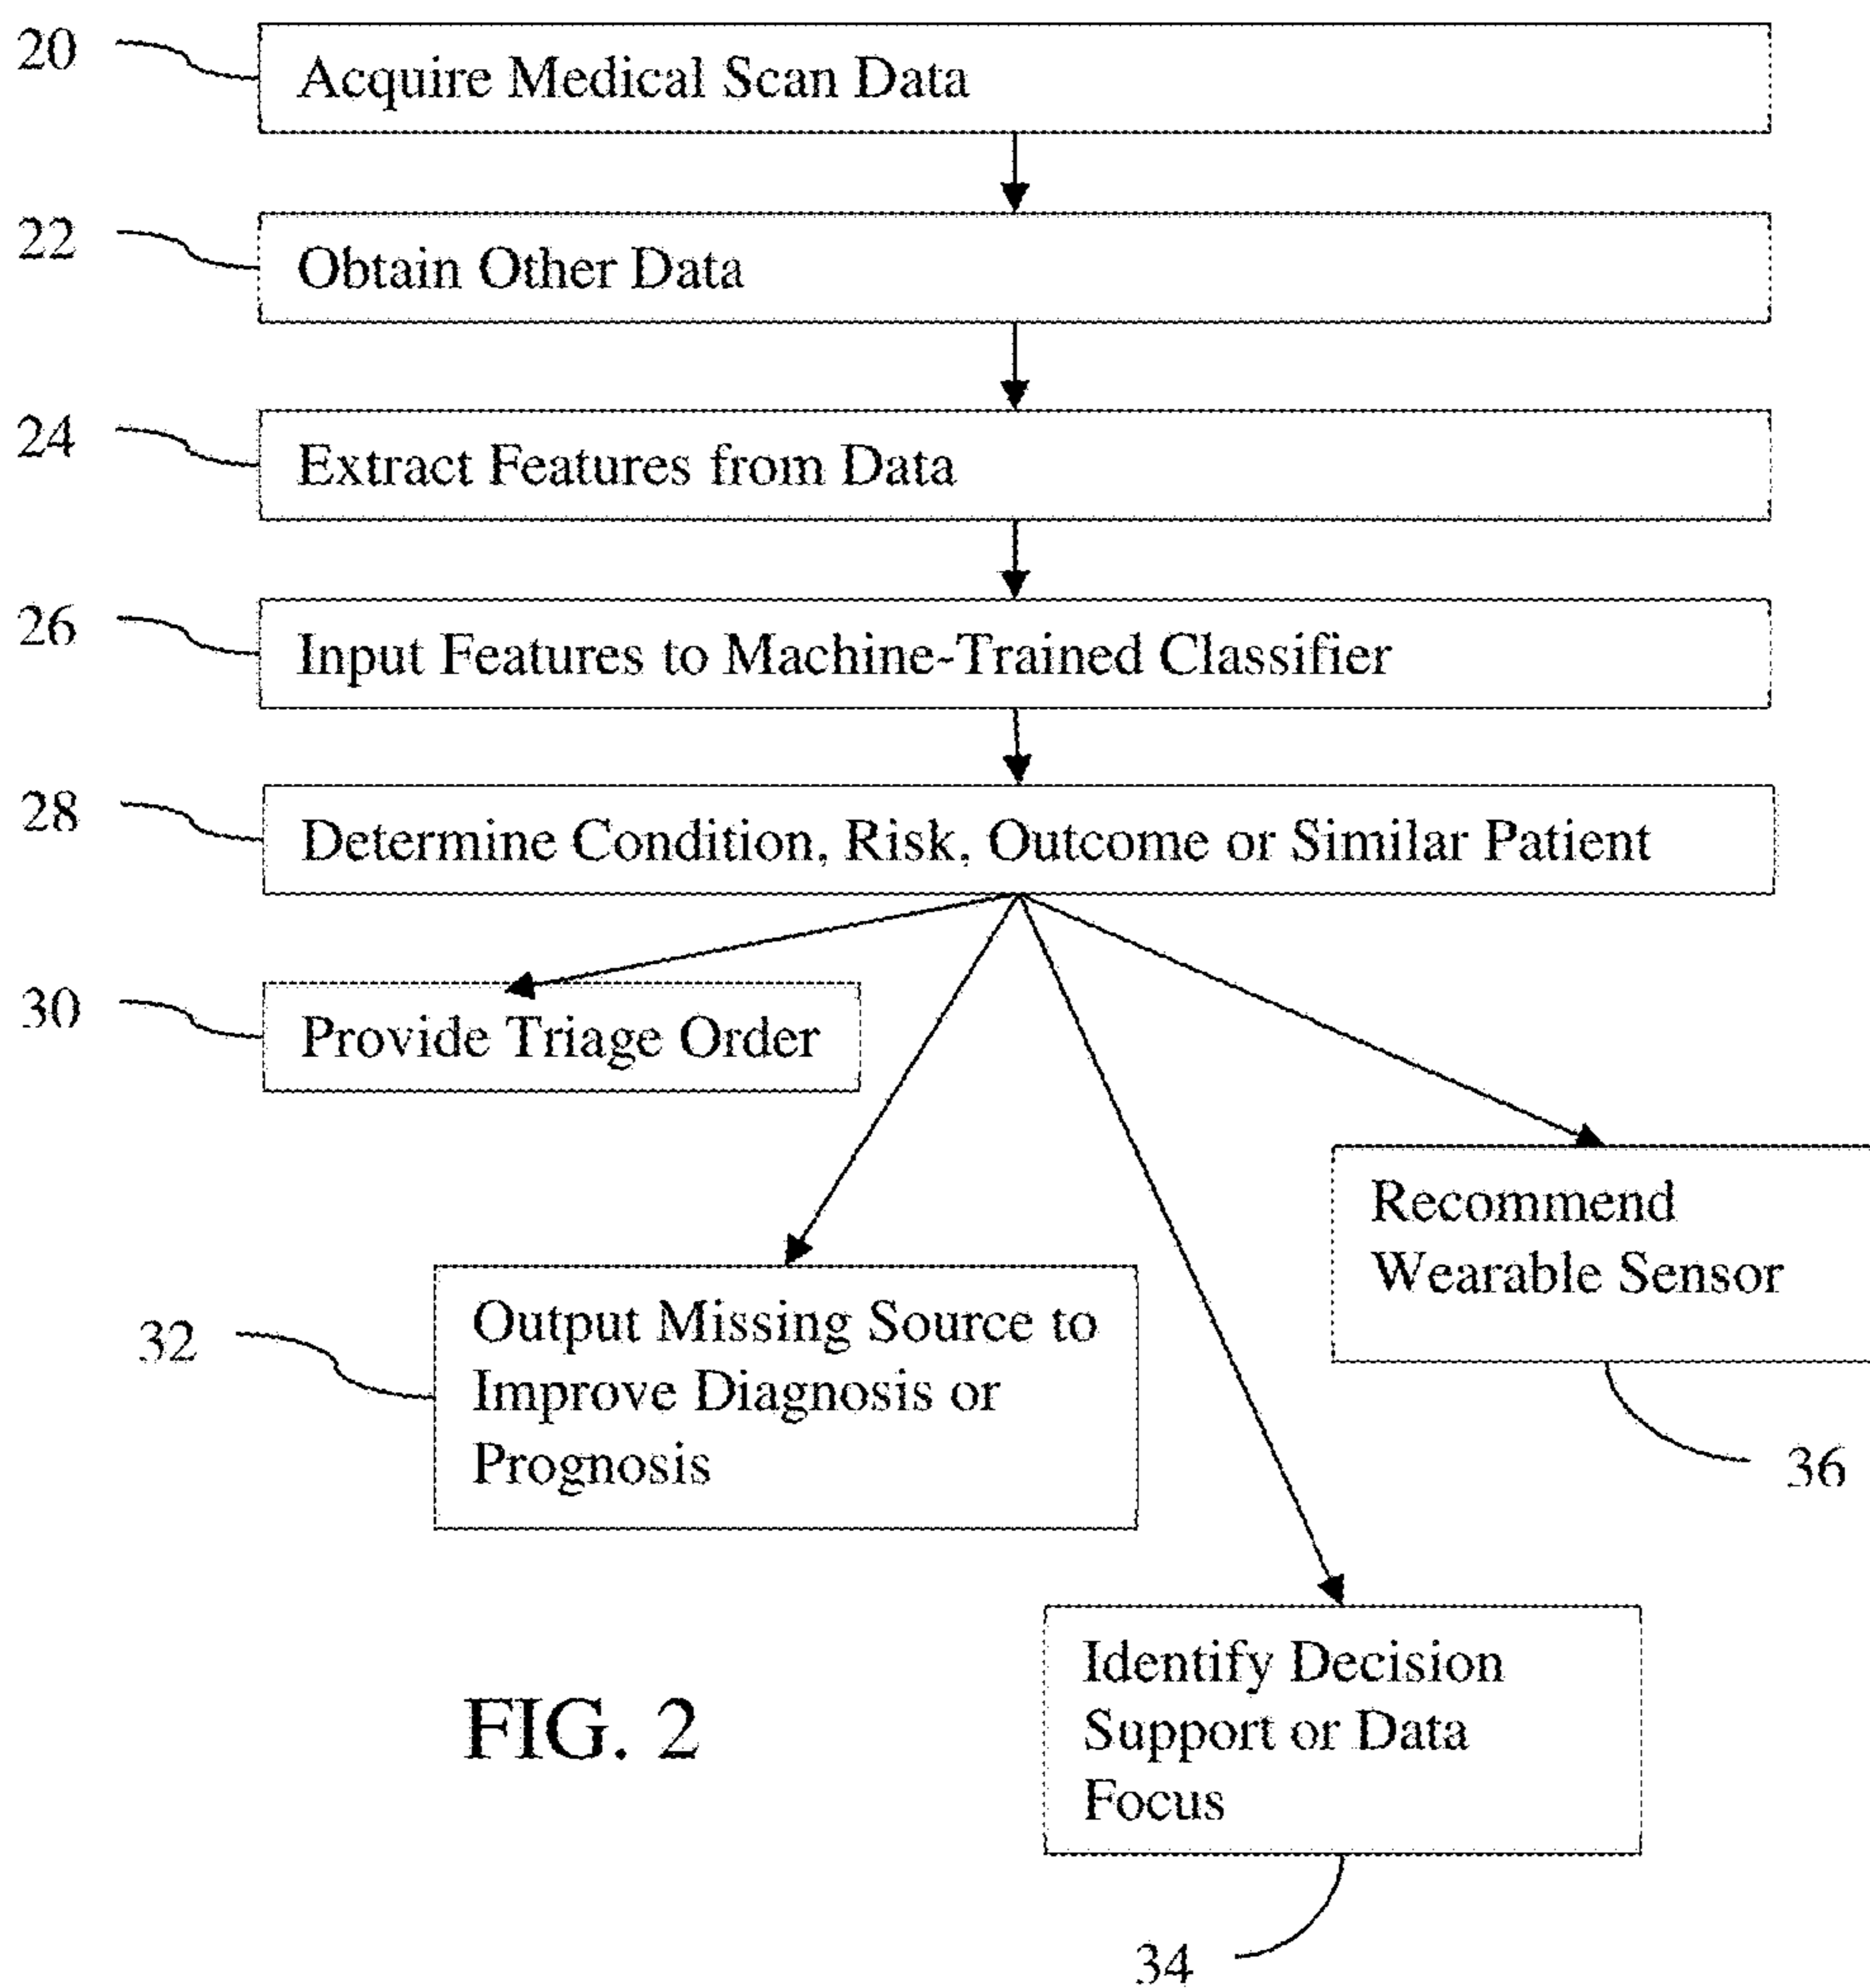 20
Acquire Medical Scan Data
22
Obtain Other Data
24
Extract Features from Data
26
Input Features to Machine-Trained Classifier
28
Determine Condition, Risk, Outcome or Similar Patient
30
Provide Triage Order
Recommend
Wearable Sensor
36
32
Output Missing Source to
Improve Diagnosis or
Prognosis
Identify Decision
Support or Data
Focus
34
FIG. 2